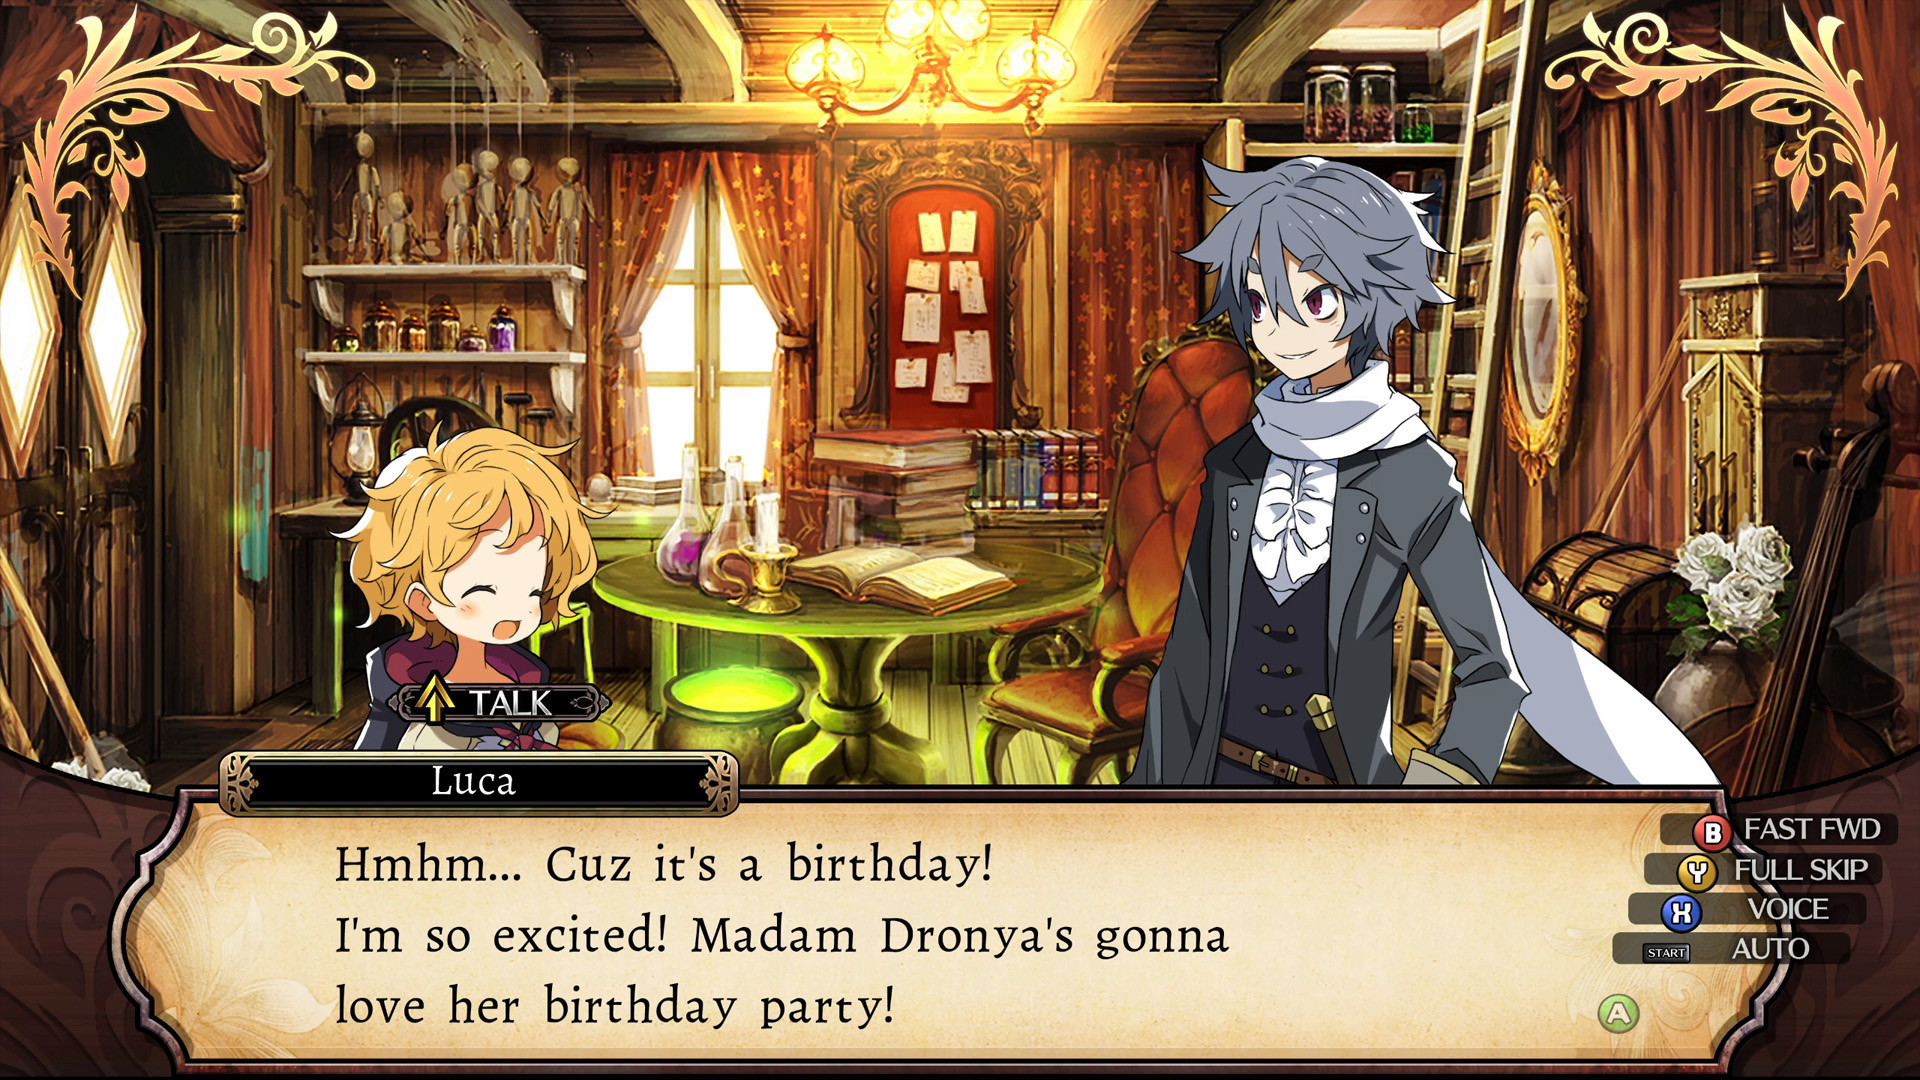 TALK
Luca
Hmhm... Cuz it's a birthday!
I'm so excited! Madam Dronya's gonna
love her birthday party!
B FAST FWD
Y FULL SKIP
X VOICE
START AUTO
A